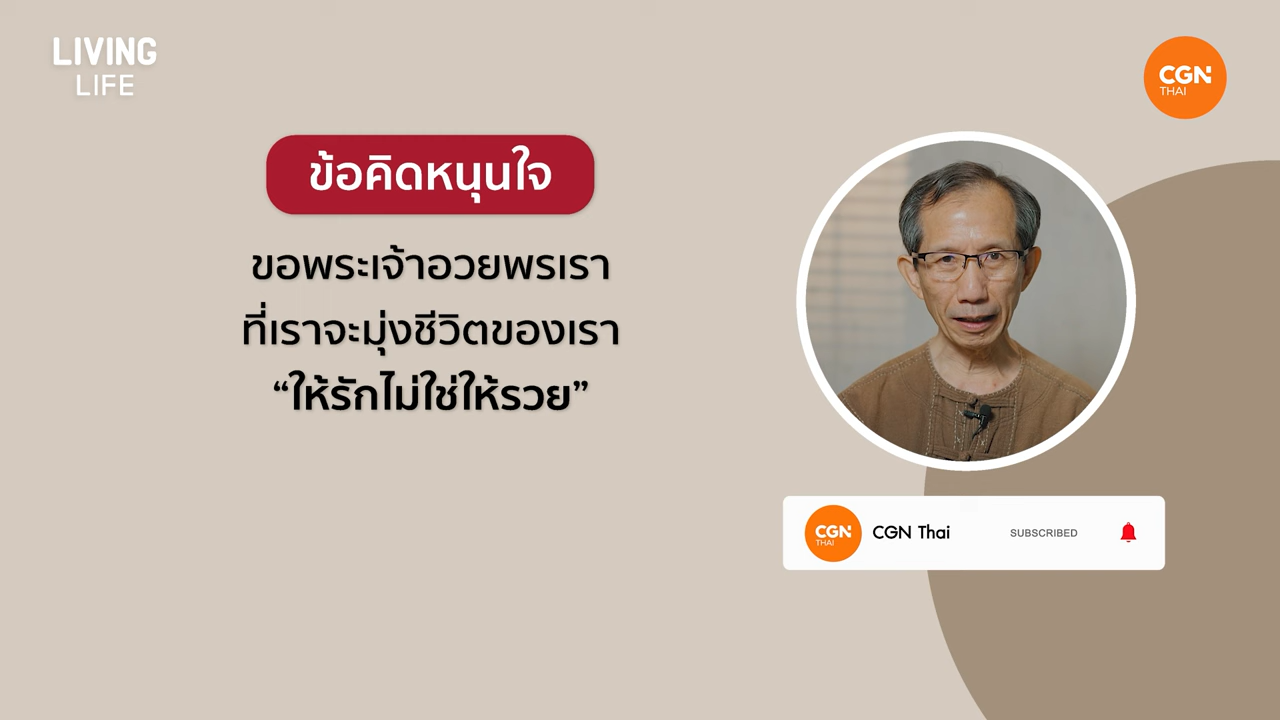 LIVING
LIFE
CGN
THAI
ข้อคิดหนุนใจ
ขอพระเจ้าอวยพรเรา
ที่เราจะมุ่งชีวิตของเรา
“ให้รักไม่ใช่ให้รวย”
CGN
THAI
CGN Thai
SUBSCRIBED